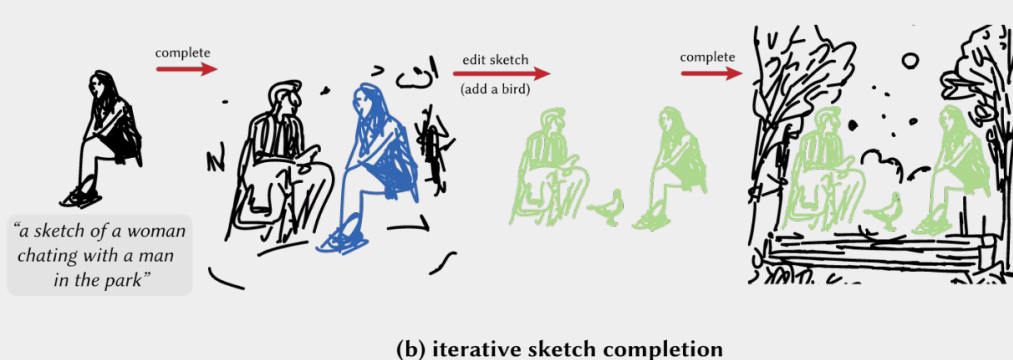 complete
edit sketch
(add a bird)
complete
“a sketch of a woman
chating with a man
in the park”
(b) iterative sketch completion